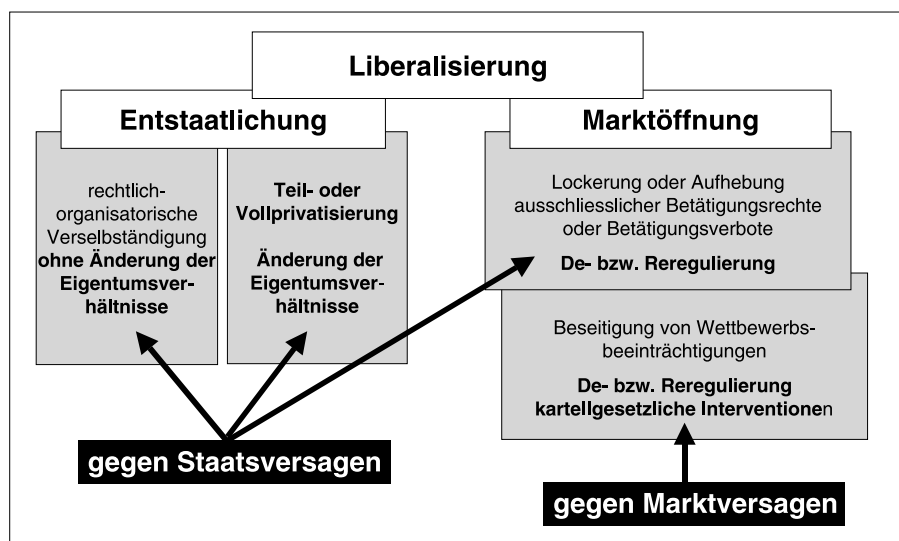 Liberalisierung
Entstaatlichung
Marktöffnung
rechtlich-
organisatorische
Verselbständigung
ohne Änderung der
Eigentumsver-
hältnisse
Teil- oder
Vollprivatisierung
Änderung der
Eigentumsver-
hältnisse
Lockerung oder Aufhebung
ausschliesslicher Betätigungsrechte
oder Betätigungsverbote
De- bzw. Reregulierung
Beseitigung von Wettbewerbs-
beeinträchtigungen
De- bzw. Reregulierung
kartellgesetzliche Interventionen
gegen Staatsversagen
gegen Marktversagen